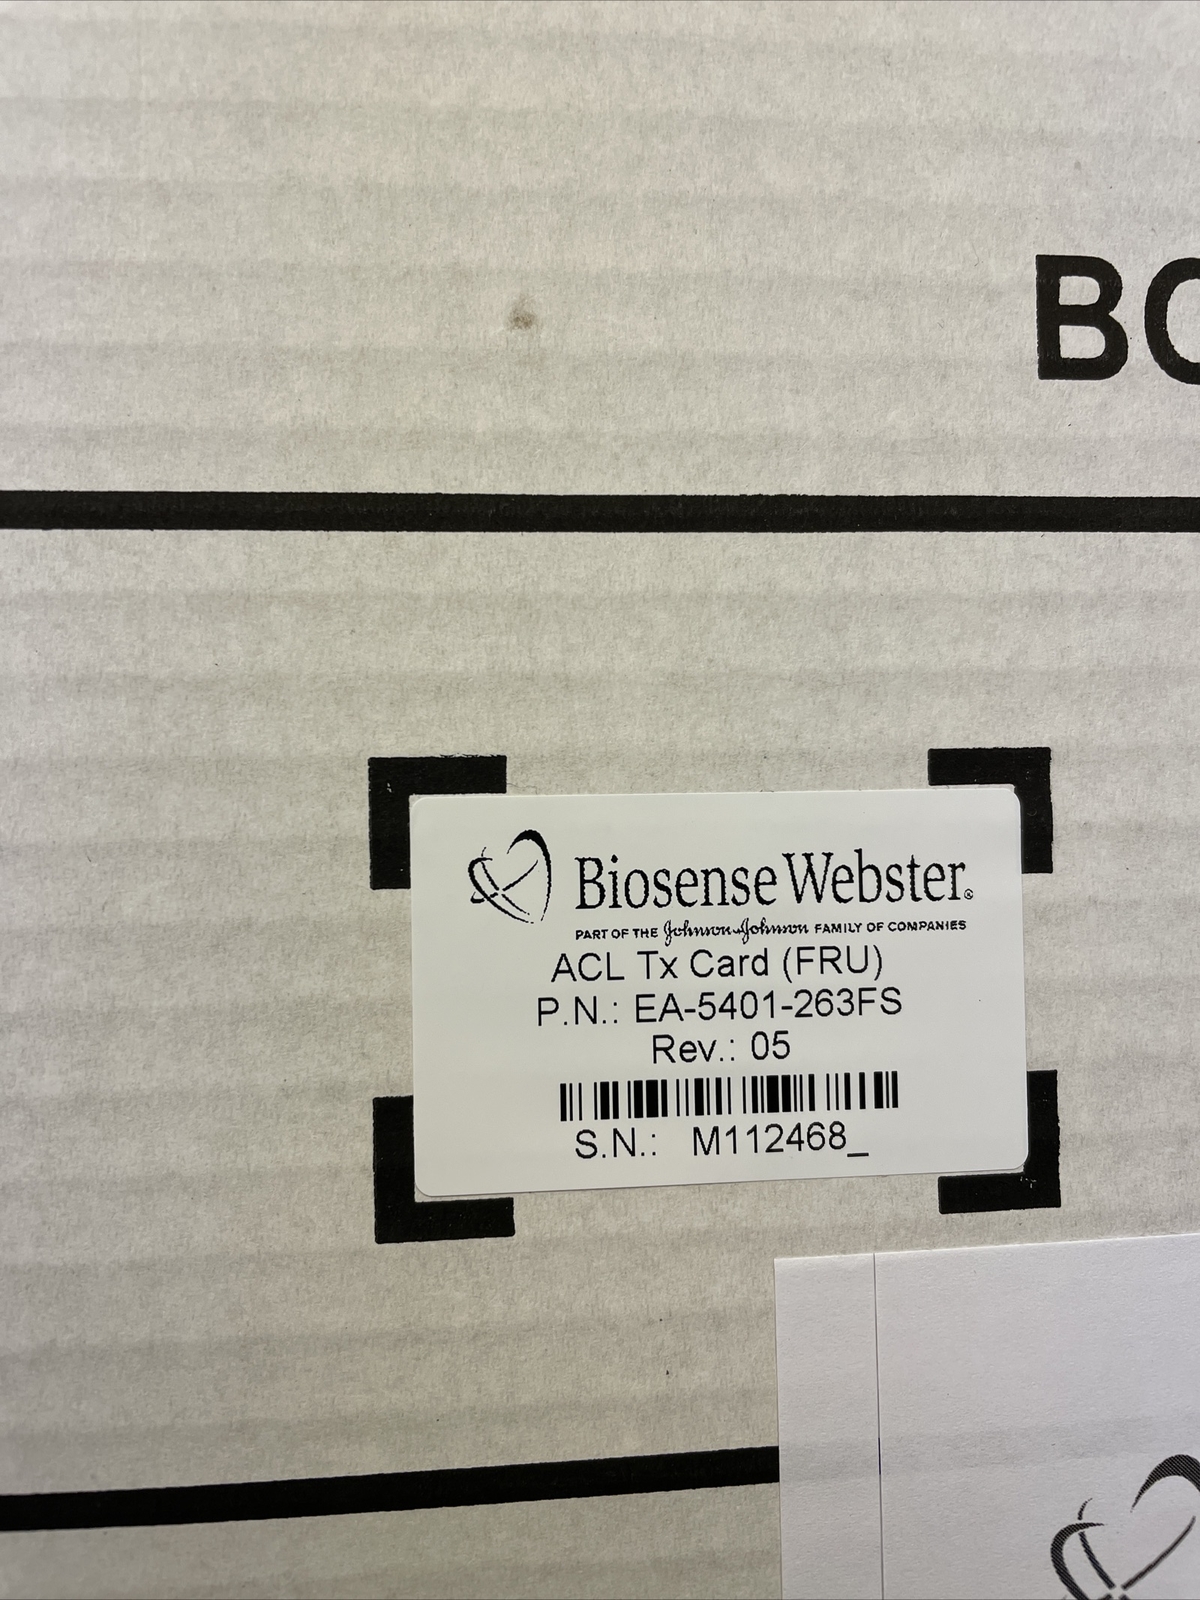 Biosense Webster®
PART OF THE Johnson & Johnson FAMILY OF COMPANIES
ACL Tx Card (FRU)
P.N.: EA-5401-263FS
Rev.: 05
S.N.: M112468_